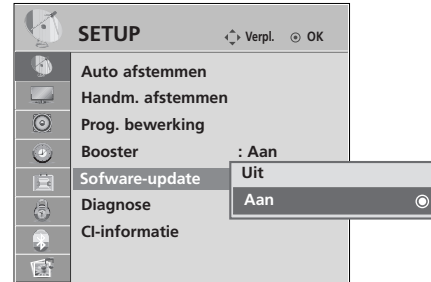 SETUP Verpl. OK
Auto afstemmen
Handm. afstemmen
Prog. bewerking
Booster : Aan
Sofware-update Uit
Aan
Diagnose
CI-informatie